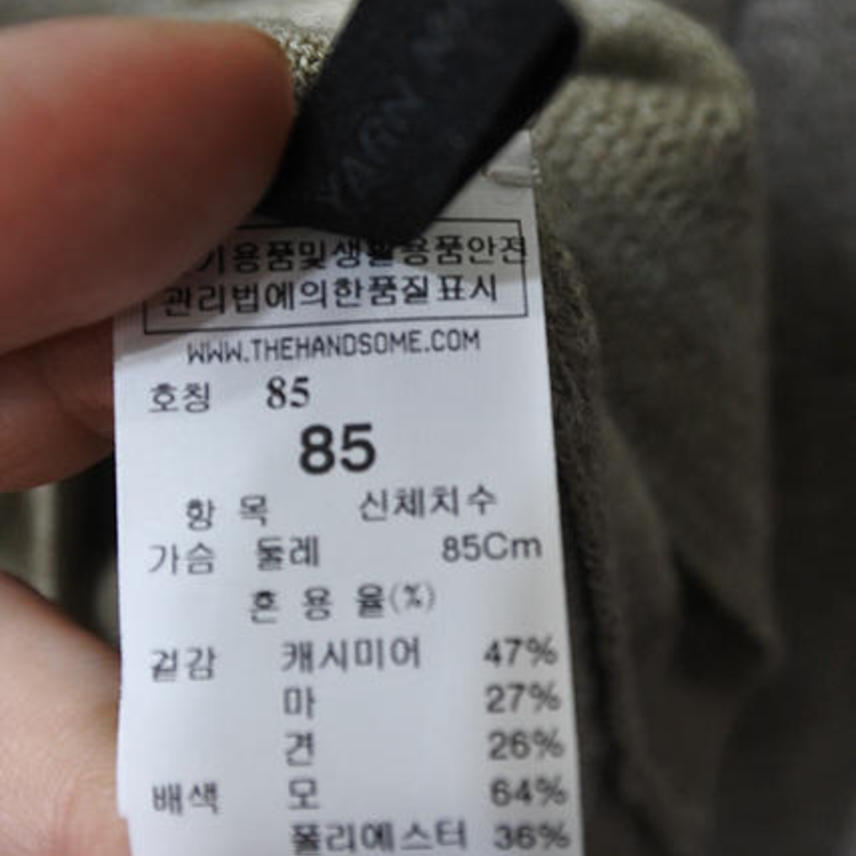 YARN
기용품및생활용품안전
관리법에의한품질표시
WWW.THEHANDSOME.COM
호칭 85
85
항 목 신체치수
가슴 둘레 85Cm
혼 용 율(%)
겉감 캐시미어 47%
마 27%
견 26%
배색 모 64%
폴리에스터 36%